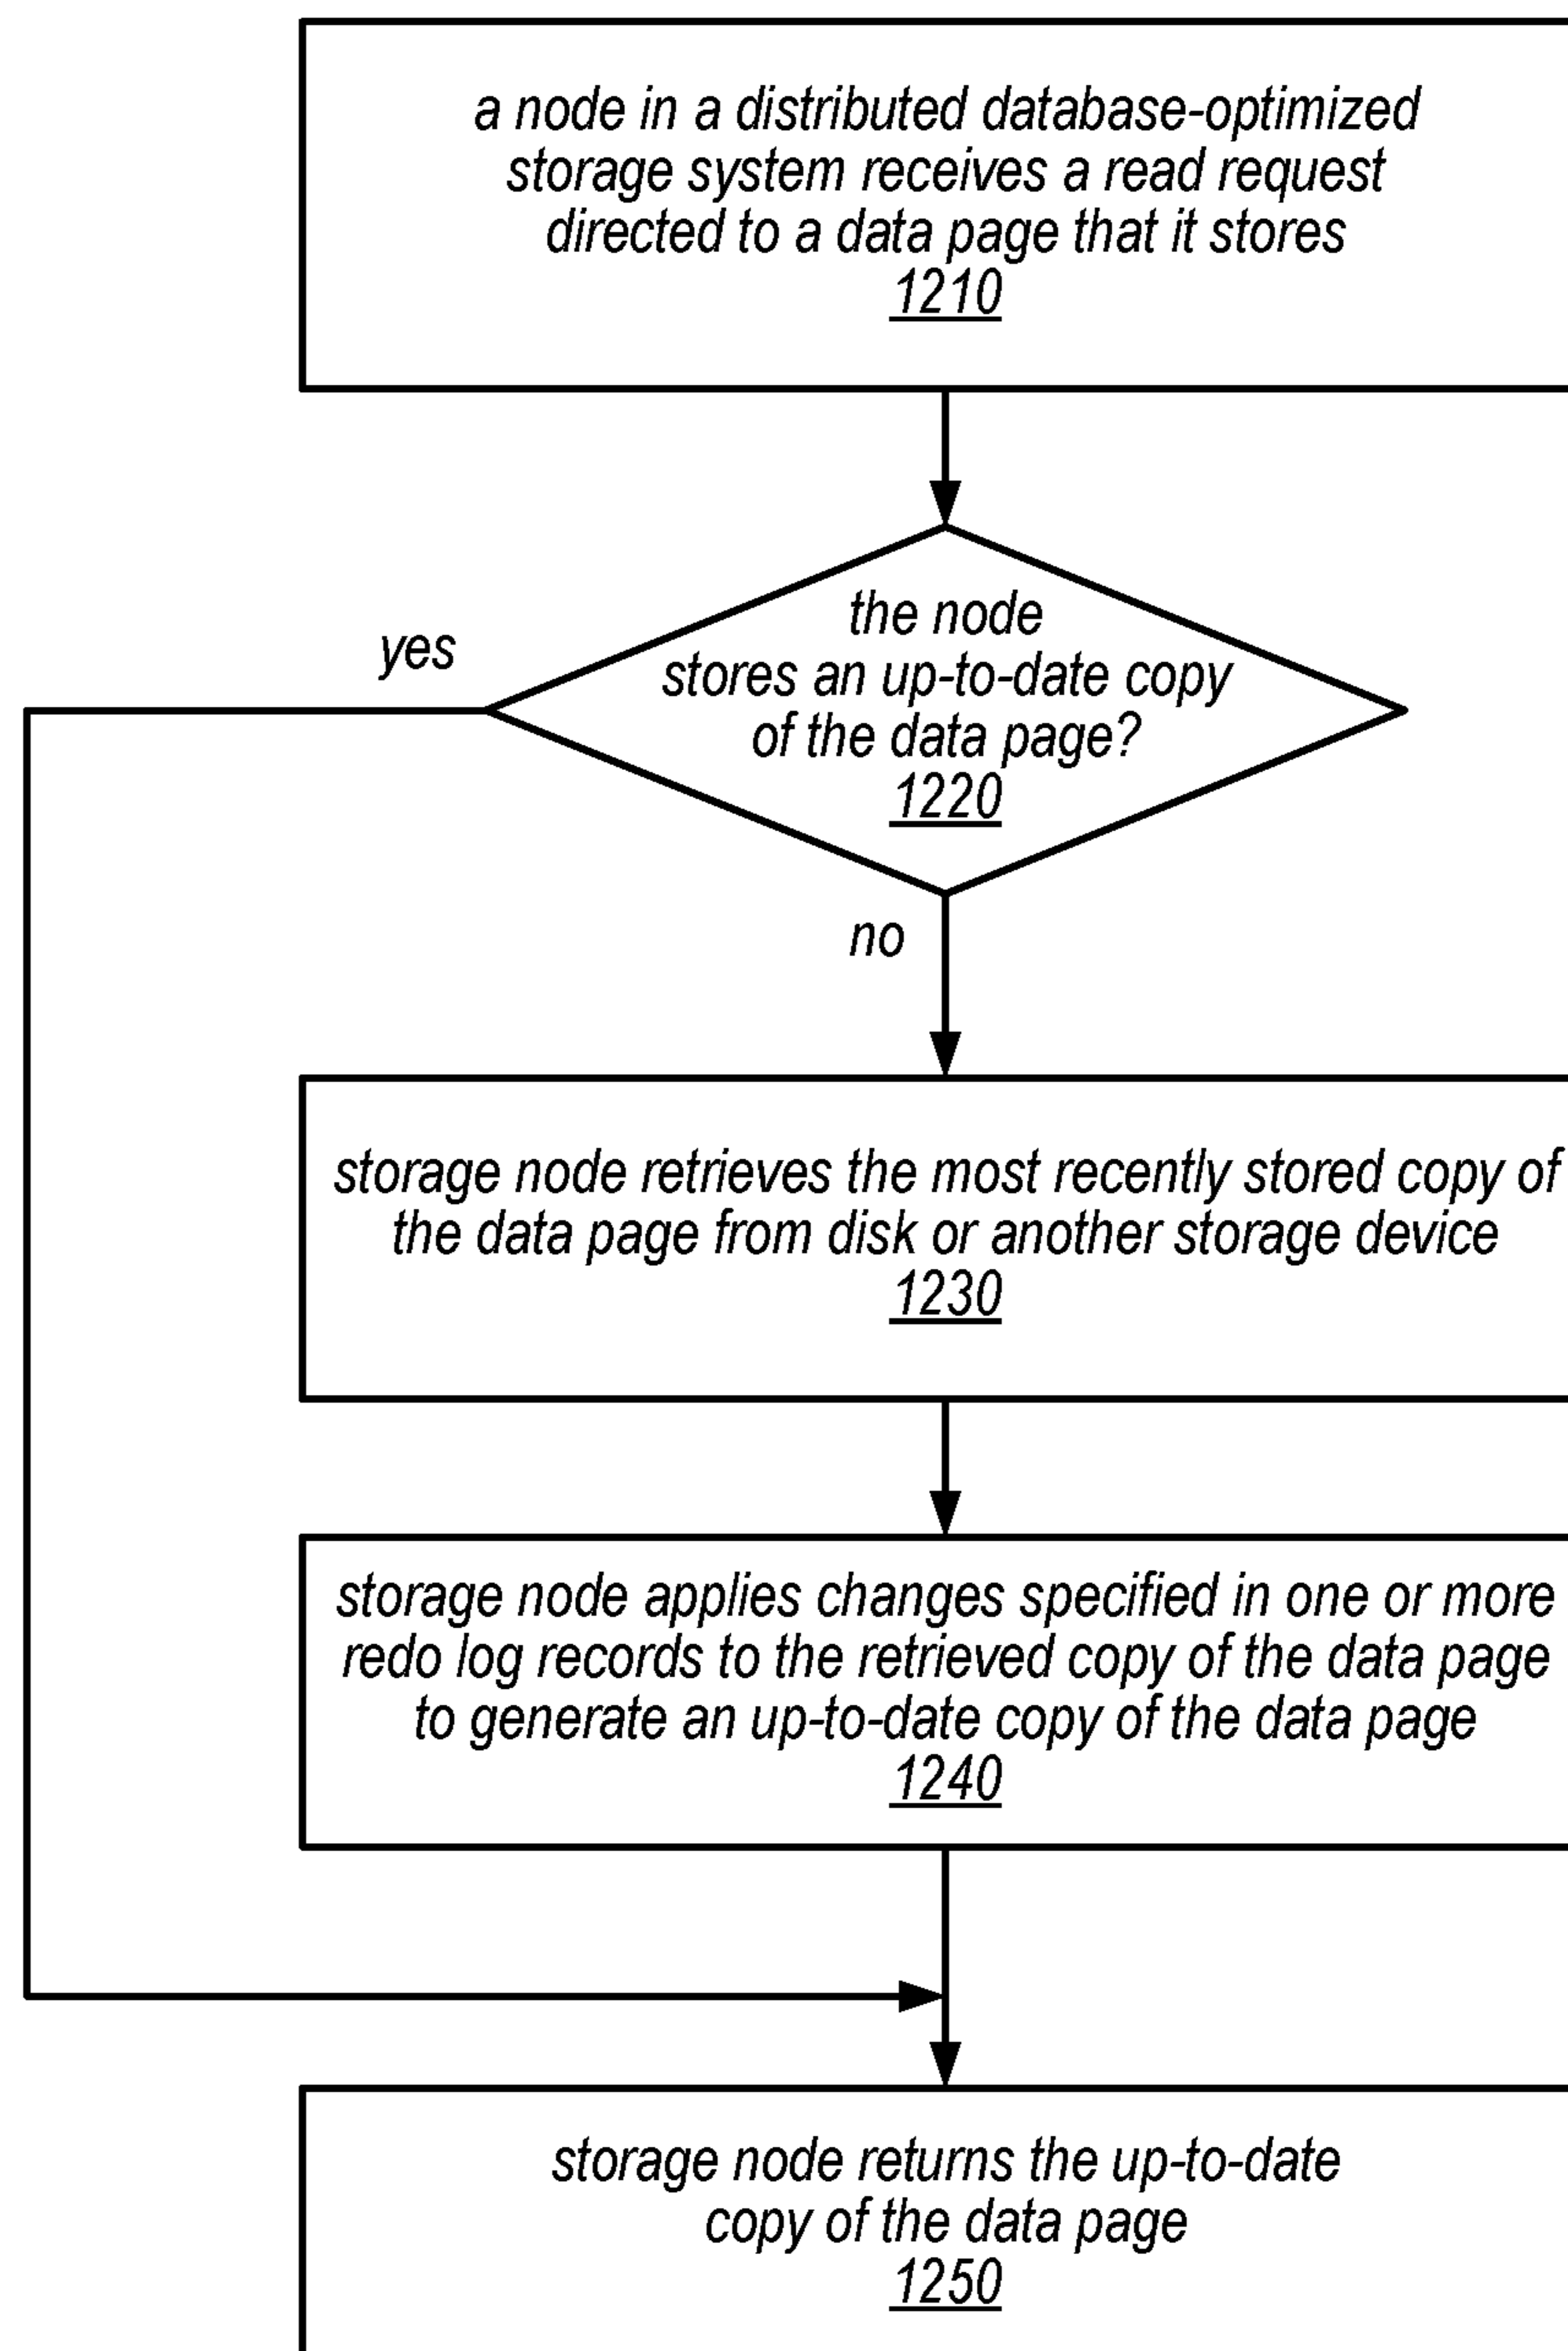 a node in a distributed database-optimized
storage system receives a read request
directed to a data page that it stores
1210
the node
stores an up-to-date copy
of the data page?
1220
yes
no
storage node retrieves the most recently stored copy of
the data page from disk or another storage device
1230
storage node applies changes specified in one or more
redo log records to the retrieved copy of the data page
to generate an up-to-date copy of the data page
1240
storage node returns the up-to-date
copy of the data page
1250